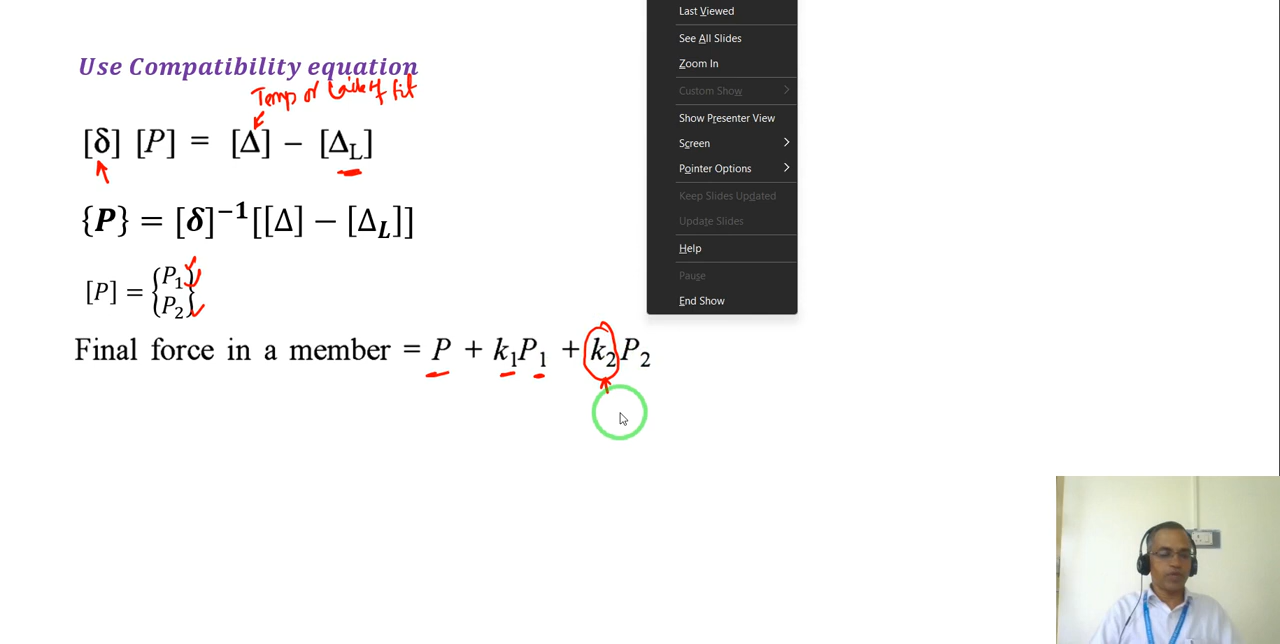 Use Compatibility equation
Temp or Lack of fit
[δ] [P] = [Δ] − [Δ_L]
{P} = [δ]⁻¹[[Δ] − [Δ_L]]
[P] = {P₁ P₂}
Final force in a member = P + k₁P₁ + k₂P₂
Last Viewed
See All Slides
Zoom In
Custom Show
Show Presenter View
Screen
Pointer Options
Keep Slides Updated
Update Slides
Help
Pause
End Show